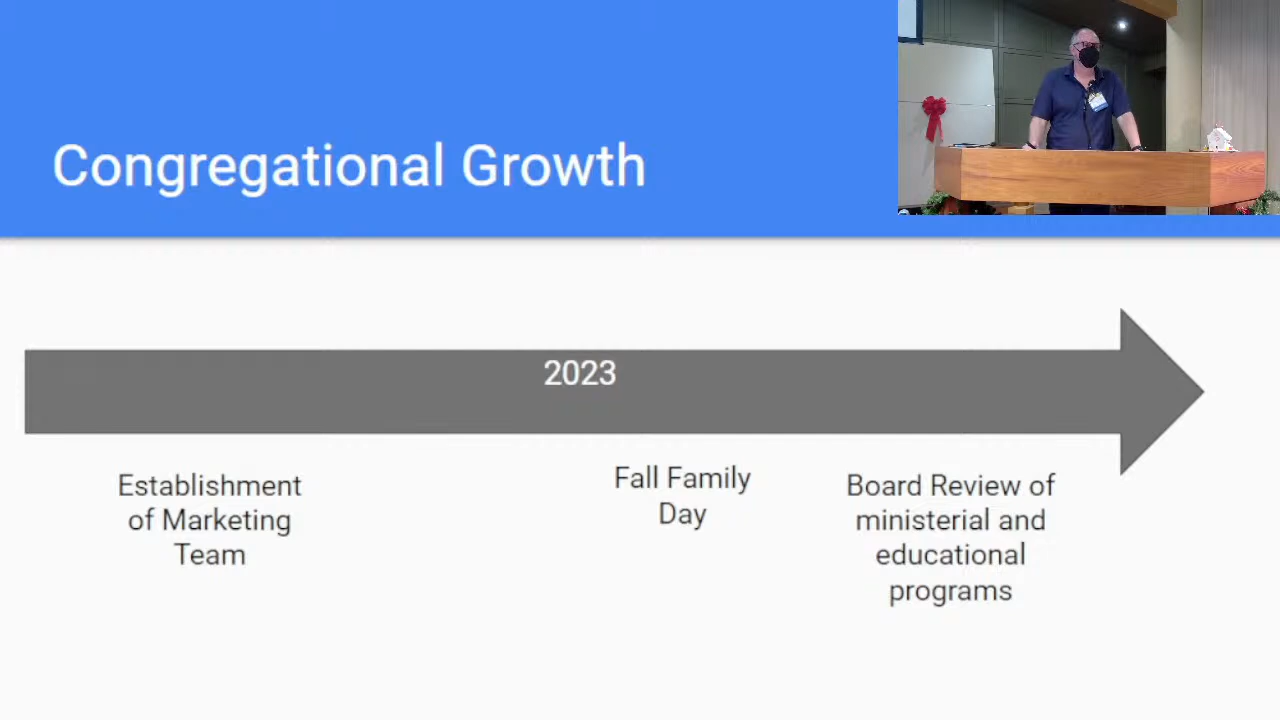 Congregational Growth
2023
Establishment
of Marketing
Team
Fall Family
Day
Board Review of
ministerial and
educational
programs